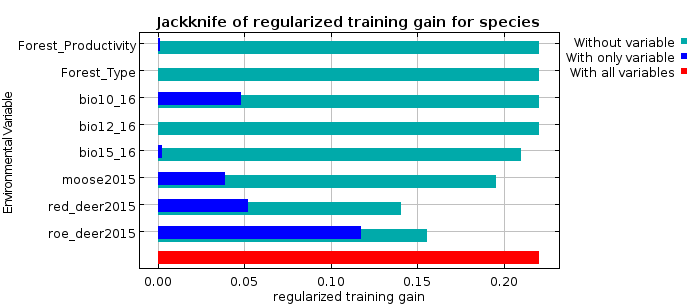 Jackknife of regularized training gain for species
Environmental Variable
Forest_Productivity
Forest_Type
bio10_16
bio12_16
bio15_16
moose2015
red_deer2015
roe_deer2015
0.00 0.05 0.10 0.15 0.20
regularized training gain
Without variable
With only variable
With all variables